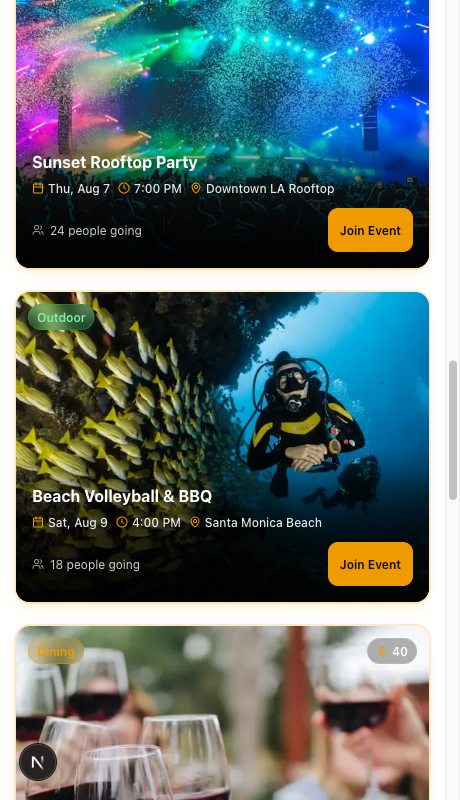 Sunset Rooftop Party
Thu, Aug 7 7:00 PM Downtown LA Rooftop
24 people going
Join Event
Outdoor
Beach Volleyball & BBQ
Sat, Aug 9 4:00 PM Santa Monica Beach
18 people going
Join Event
Dining
$ 40
N